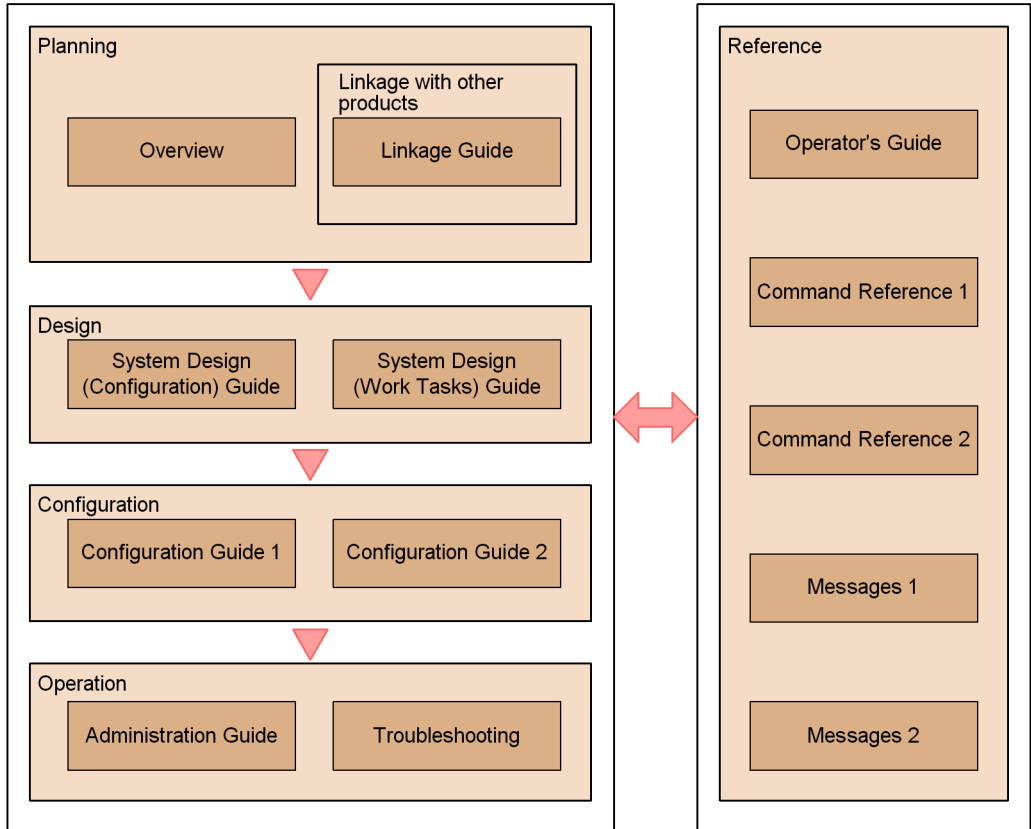 Planning
Linkage with other
products
Overview
Linkage Guide
Design
System Design
(Configuration) Guide
System Design
(Work Tasks) Guide
Configuration
Configuration Guide 1
Configuration Guide 2
Operation
Administration Guide
Troubleshooting
Reference
Operator's Guide
Command Reference 1
Command Reference 2
Messages 1
Messages 2